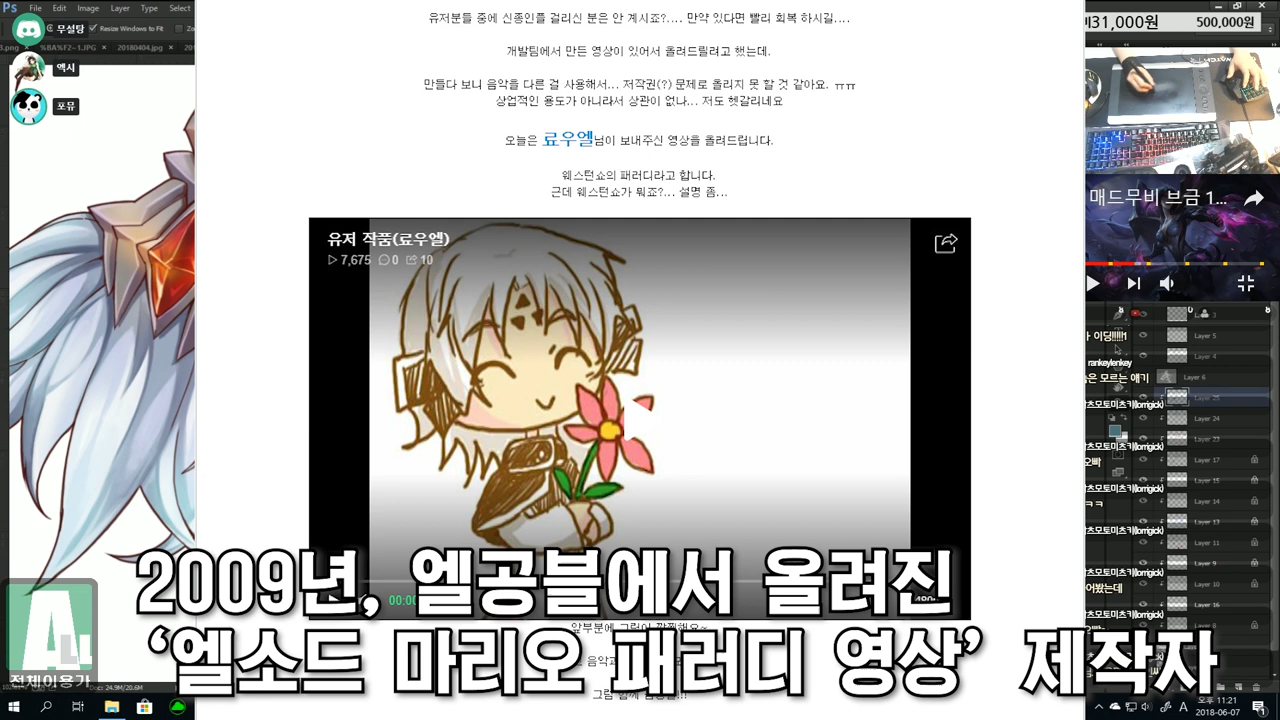 유저분들 중에 신종인플 걸리신 분은 안 계시죠?.... 만약 있다면 빨리 회복 하시길....
개발팀에서 만든 영상이 있어서 올려드릴려고 했는데.
만들다 보니 음악을 다른 걸 사용해서... 저작권(?) 문제로 올리지 못 할 것 같아요. ㅠㅠ
상업적인 용도가 아니라서 상관이 없나... 저도 헷갈리네요
오늘은 료우엘님이 보내주신 영상을 올려드립니다.
웨스턴쇼의 패러디라고 합니다.
근데 웨스턴쇼가 뭐죠?... 설명 좀...
유저 작품(료우엘)
7,675 0 10
2009년, 엘공블에서 올려진
‘엘소드 마리오 패러디 영상’ 제작자
Ps File Edit Image Layer Type Select
무설탕 Resize Windows to Fit
20180404.jpg
엑시
포뮤
ALL
전체이용가
31,000원 500,000원
매드무비 브금 1...
Layer 5
Layer 4
rankeylenkey
은 모르는 얘기 Layer 6
Layer 24
Layer 23
Layer 17
Layer 15
Layer 14
Layer 13
Layer 11
Layer 9
Layer 10
Layer 16
Layer 8
오후 11:21
2018-06-07